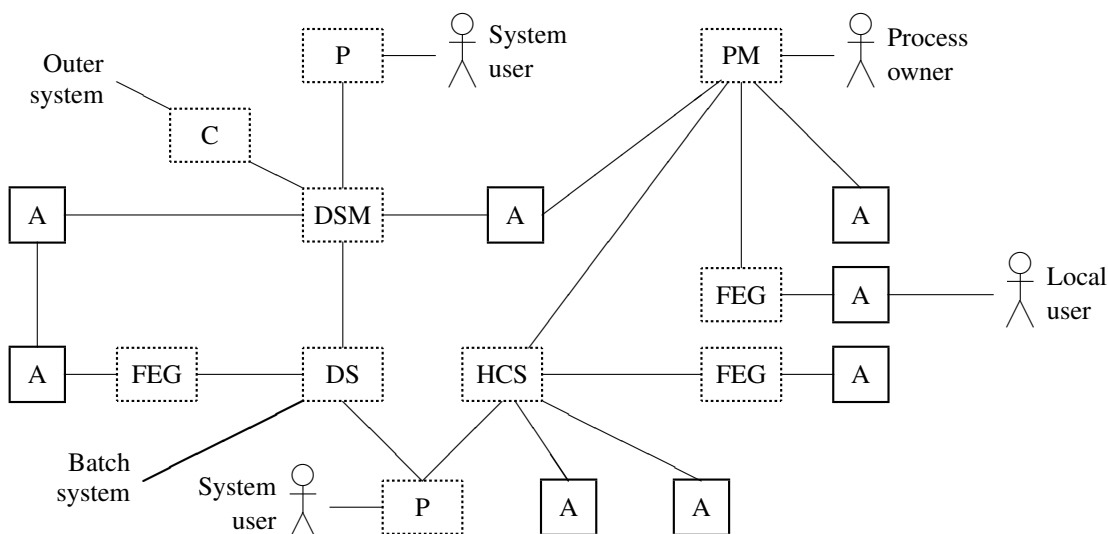 P
System
user
PM
Process
owner
Outer
system
C
A
DSM
A
A
FEG
A
Local
user
A
FEG
DS
HCS
FEG
A
Batch
system
System
user
P
A
A